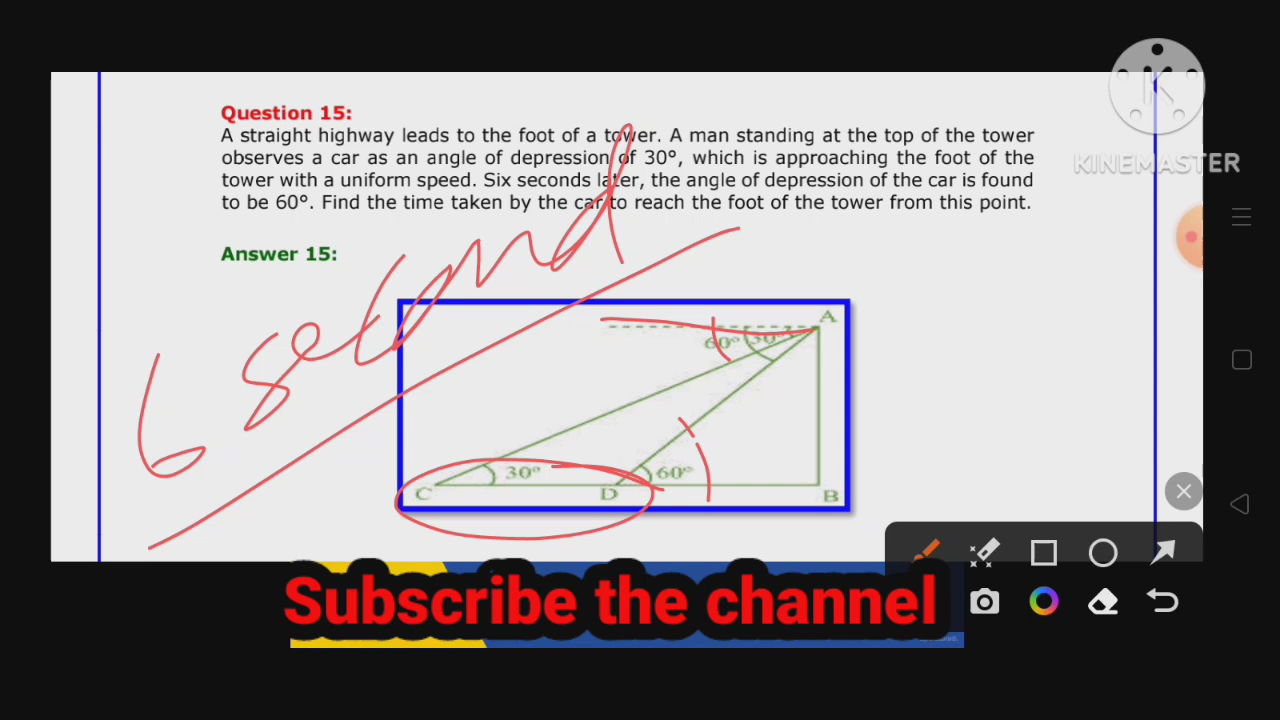 KINEMASTER
Question 15:
A straight highway leads to the foot of a tower. A man standing at the top of the tower
observes a car as an angle of depression of 30°, which is approaching the foot of the
tower with a uniform speed. Six seconds later, the angle of depression of the car is found
to be 60°. Find the time taken by the car to reach the foot of the tower from this point.
Answer 15:
6 second
A
60° 30°
30° 60°
C D B
Subscribe the channel